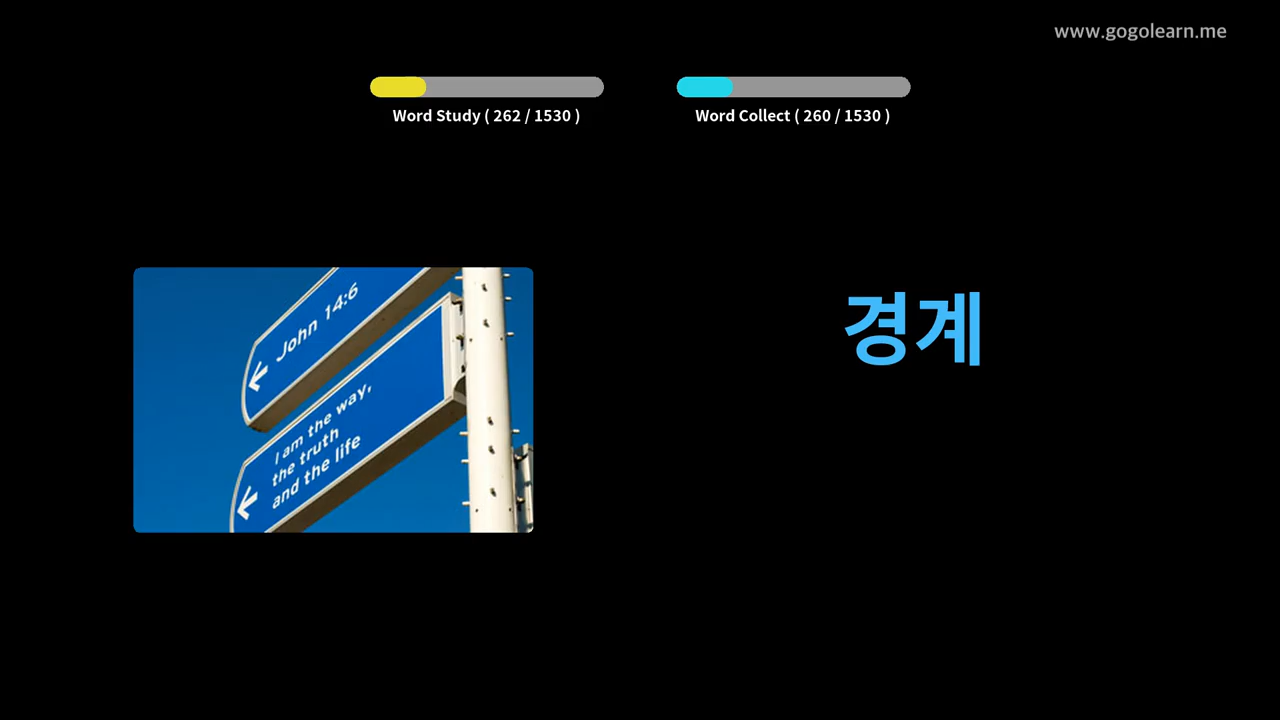 www.gogolearn.me
Word Study ( 262 / 1530 )
Word Collect ( 260 / 1530 )
John 14:6
I am the way,
the truth
and the life
경계